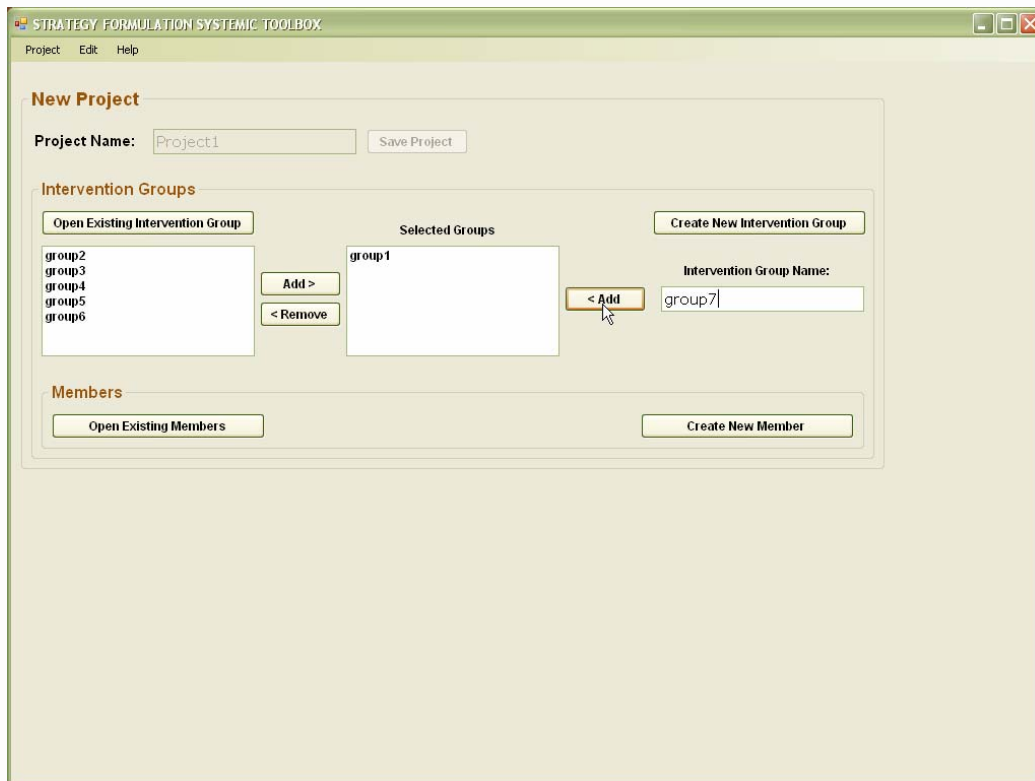 STRATEGY FORMULATION SYSTEMIC TOOLBOX
Project Edit Help
New Project
Project Name: Project1 Save Project
Intervention Groups
Open Existing Intervention Group Selected Groups Create New Intervention Group
group2 group1
group3 Intervention Group Name:
group4 Add >
group5 < Add group7
group6 < Remove
Members
Open Existing Members Create New Member